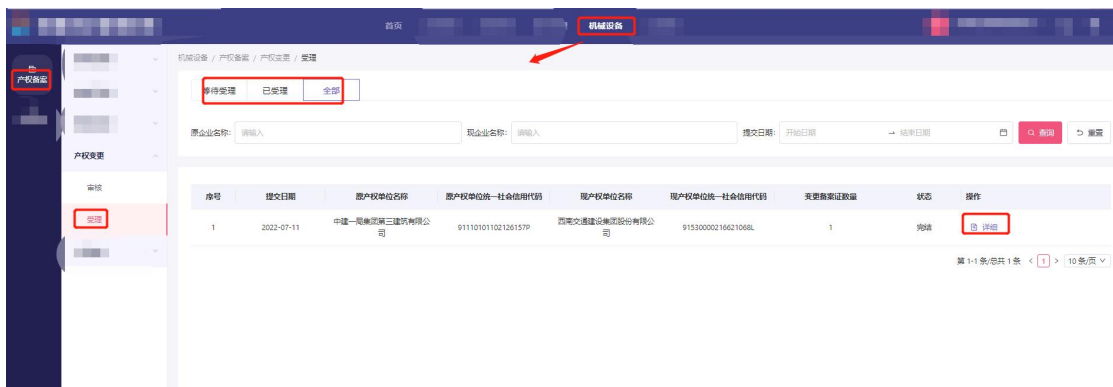 首页 机械设备
产权备案
机械设备 / 产权备案 / 产权变更 / 受理
等待受理 已受理 全部
原企业名称: 请输入 现企业名称: 请输入 提交日期: 开始日期 → 结束日期 查询 重置
产权变更
审核
受理
序号 提交日期 原产权单位名称 原产权单位统一社会信用代码 现产权单位名称 现产权单位统一社会信用代码 变更备案证数量 状态 操作
1 2022-07-11 中建一局集团第三建筑有限公司 91110101102126157P 西南交通建设集团股份有限公司 91530000216621068L 1 完结 详细
第 1-1 条/总共 1 条 < 1 > 10 条/页